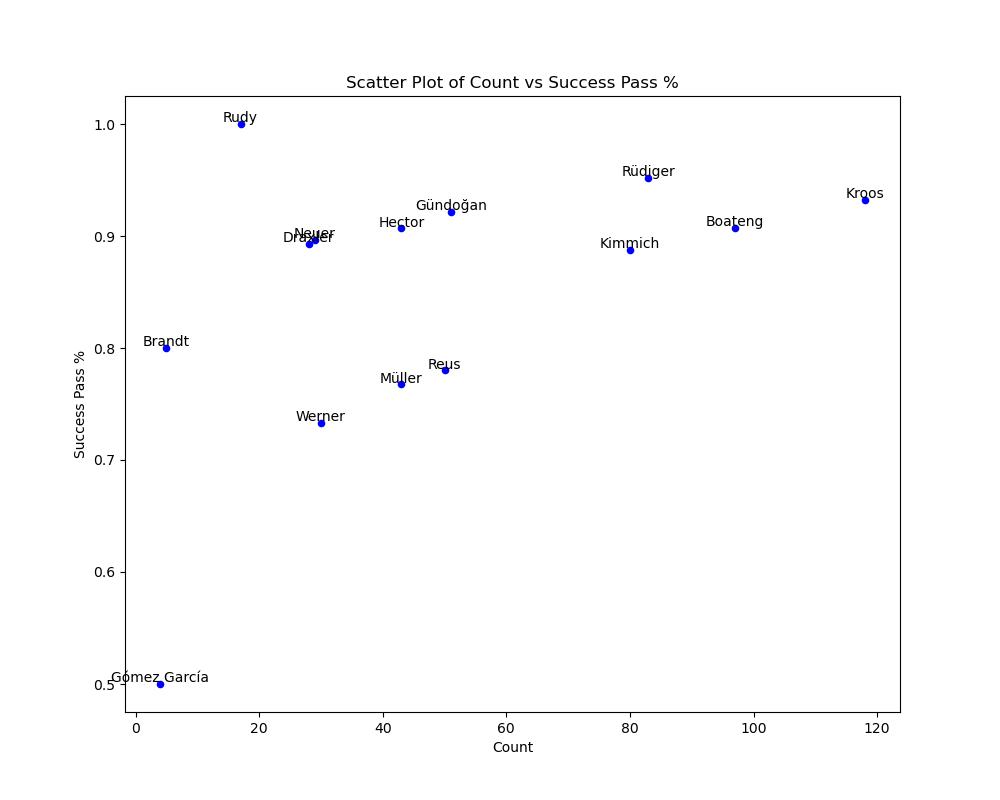 Scatter Plot of Count vs Success Pass %
1.0
0.9
0.8
0.7
0.6
0.5
Success Pass %
Rudy
Rüdiger
Kroos
Gündoğan
Boateng
Hector
Neuer
Draxler
Kimmich
Brandt
Reus
Müller
Werner
Gómez García
0 20 40 60 80 100 120
Count